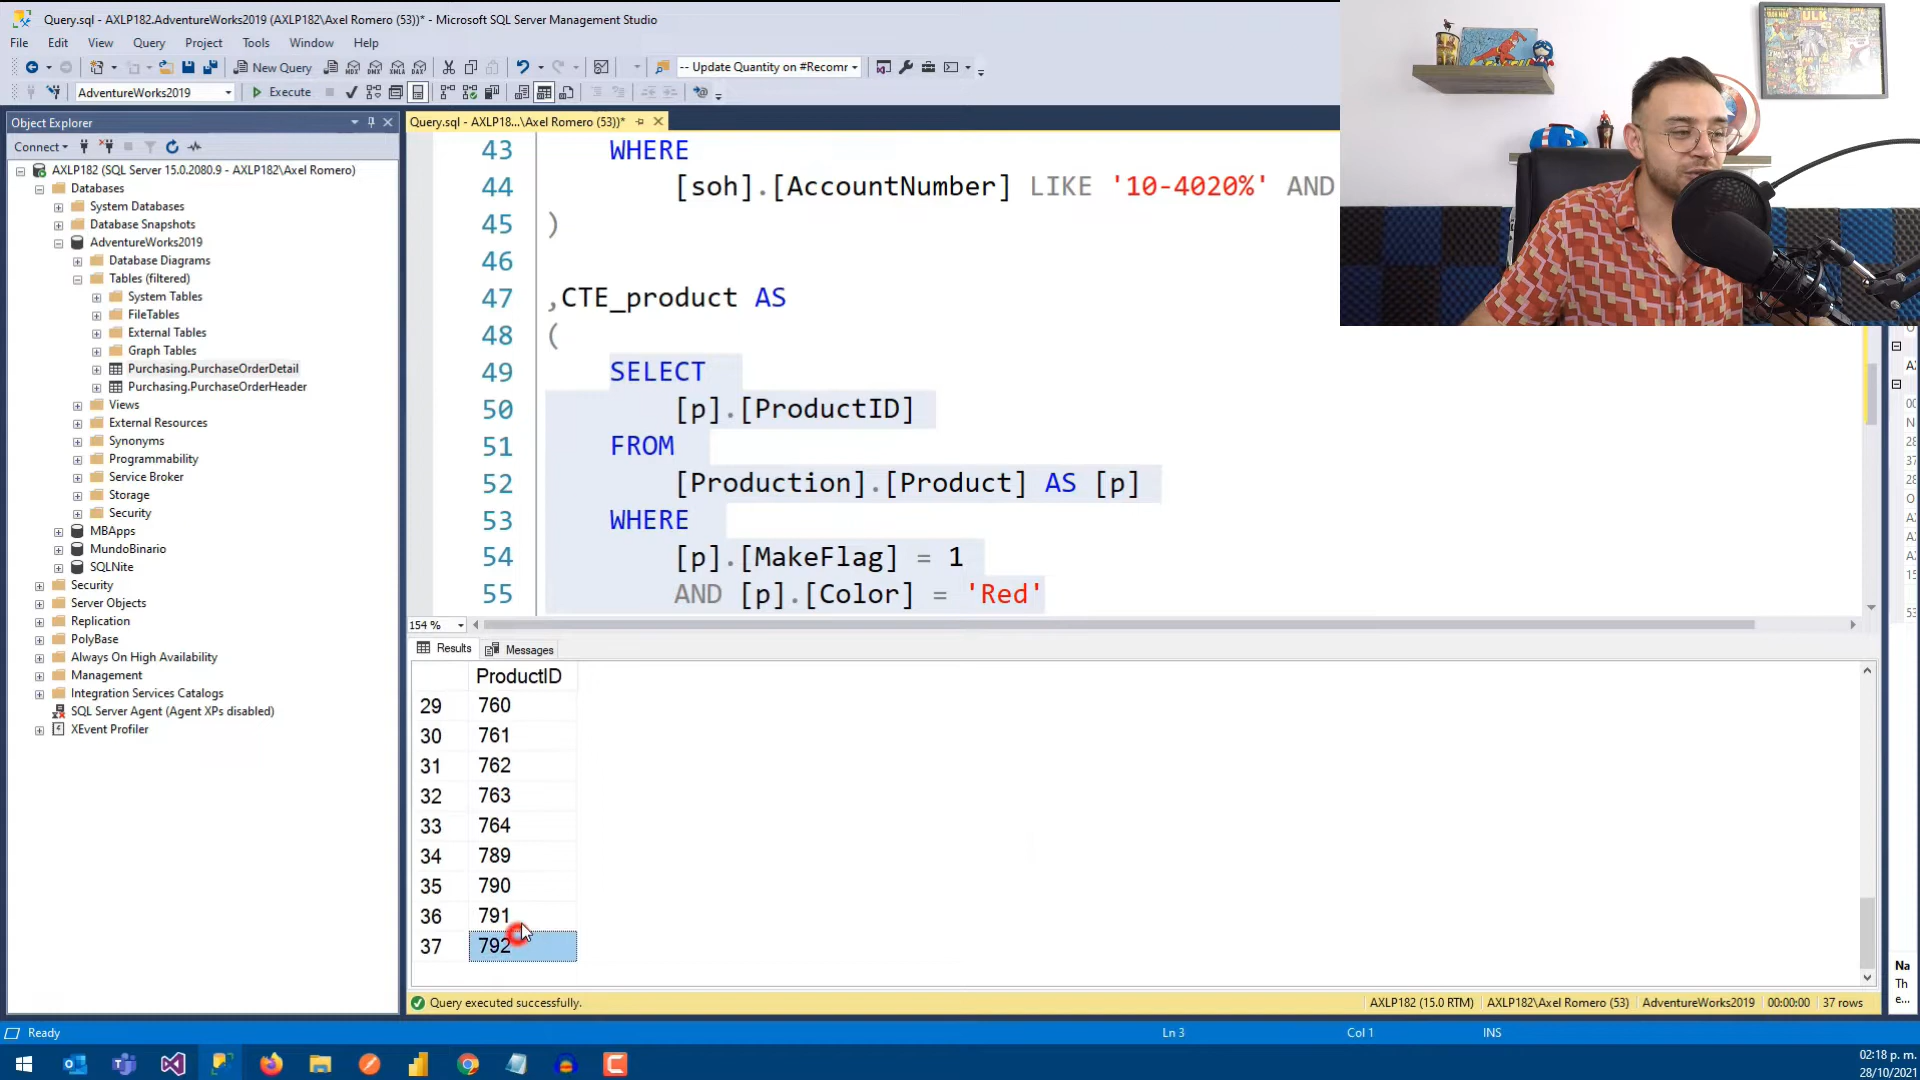 Query.sql - AXLP182.AdventureWorks2019 (AXLP182\Axel Romero (53))* - Microsoft SQL Server Management Studio
File Edit View Query Project Tools Window Help
New Query
-- Update Quantity on #Recomr
AdventureWorks2019
Execute
Object Explorer
Connect
AXLP182 (SQL Server 15.0.2080.9 - AXLP182\Axel Romero)
Databases
System Databases
Database Snapshots
AdventureWorks2019
Database Diagrams
Tables (filtered)
System Tables
FileTables
External Tables
Graph Tables
Purchasing.PurchaseOrderDetail
Purchasing.PurchaseOrderHeader
Views
External Resources
Synonyms
Programmability
Service Broker
Storage
Security
MBApps
MundoBinario
SQLNite
Security
Server Objects
Replication
PolyBase
Always On High Availability
Management
Integration Services Catalogs
SQL Server Agent (Agent XPs disabled)
XEvent Profiler
Query.sql - AXLP18...\Axel Romero (53))*
43 WHERE
44 [soh].[AccountNumber] LIKE '10-4020%' AND
45 )
46
47 ,CTE_product AS
48 (
49 SELECT
50 [p].[ProductID]
51 FROM
52 [Production].[Product] AS [p]
53 WHERE
54 [p].[MakeFlag] = 1
55 AND [p].[Color] = 'Red'
154 %
Results Messages
ProductID
29 760
30 761
31 762
32 763
33 764
34 789
35 790
36 791
37 792
Query executed successfully.
AXLP182 (15.0 RTM) AXLP182\Axel Romero (53) AdventureWorks2019 00:00:00 37 rows
Na
Th
e...
Ready
Ln 3 Col 1 INS
02:18 p. m.
28/10/2021